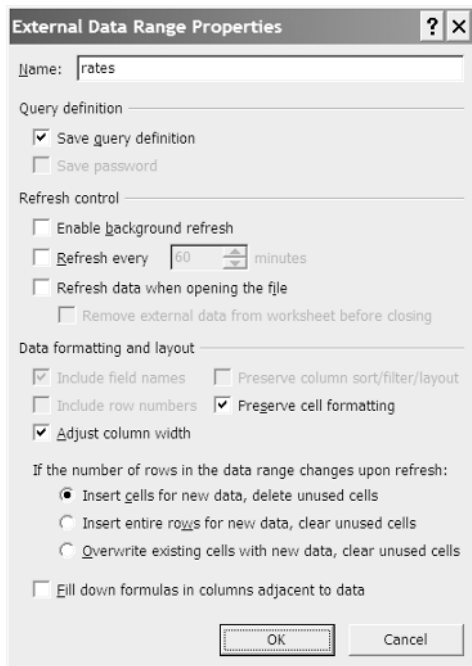 External Data Range Properties ? ×
Name: rates
Query definition
Save query definition
Save password
Refresh control
Enable background refresh
Refresh every 60 minutes
Refresh data when opening the file
Remove external data from worksheet before closing
Data formatting and layout
Include field names Preserve column sort/filter/layout
Include row numbers Preserve cell formatting
Adjust column width
If the number of rows in the data range changes upon refresh:
Insert cells for new data, delete unused cells
Insert entire rows for new data, clear unused cells
Overwrite existing cells with new data, clear unused cells
Fill down formulas in columns adjacent to data
OK Cancel